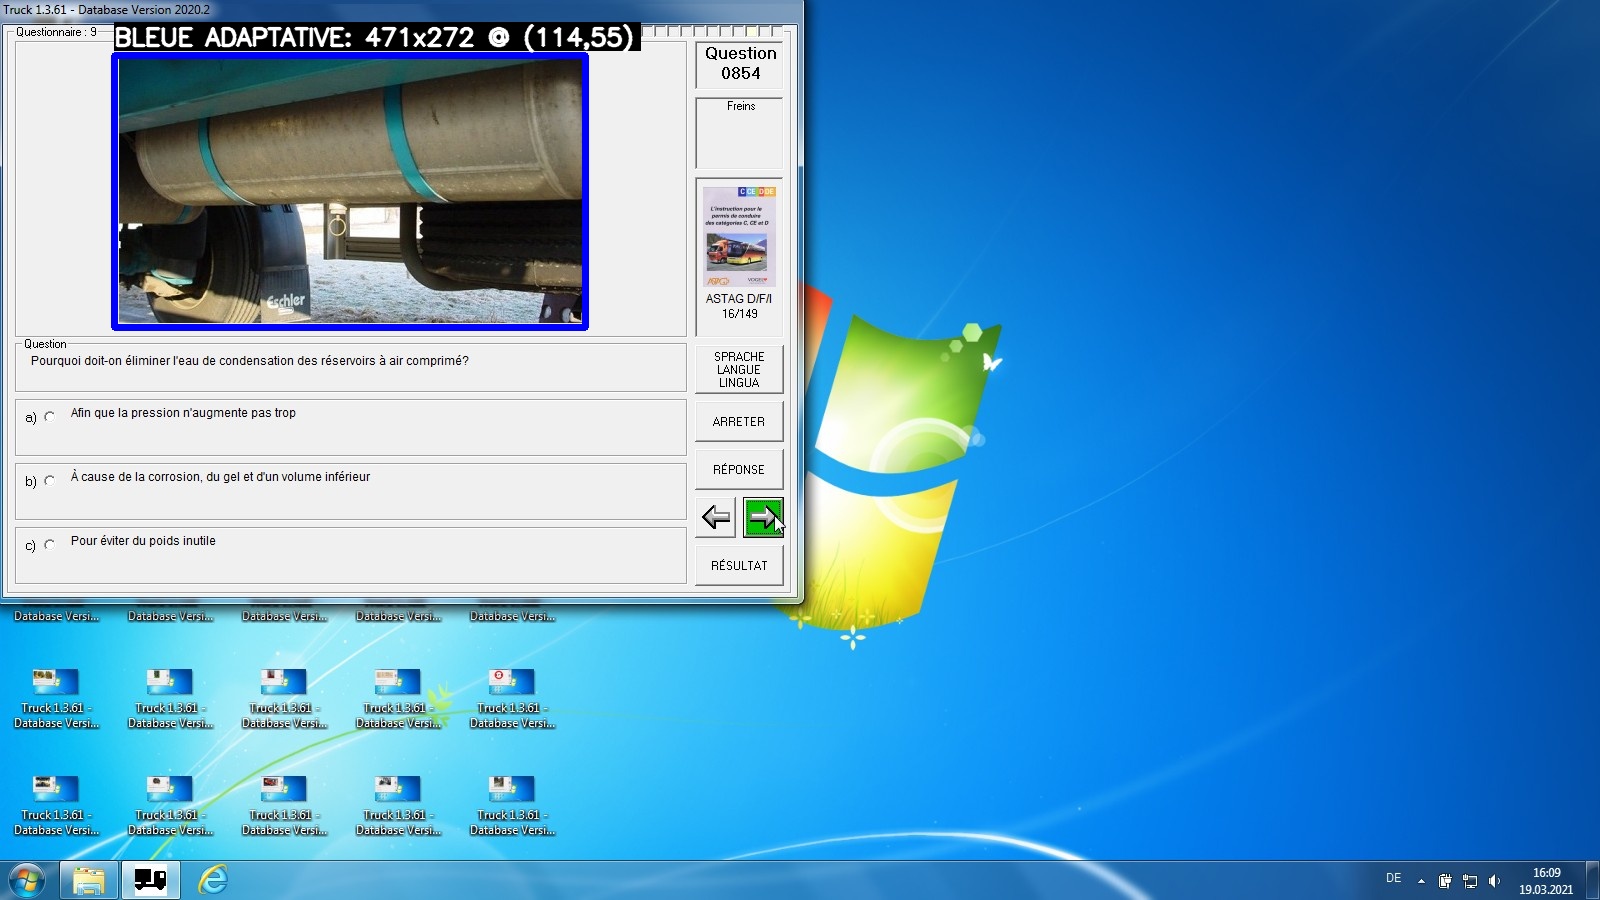 Truck 1.3.61 - Database Version 2020.2
Questionnaire : 9
BLEUE ADAPTATIVE: 471x272 @ (114,55)
Eschler
Question
0854
Freins
C CE D DE
L'instruction pour le
permis de conduire
des catégories C, CE et D
ASTAG D/F/I
16/149
Question
Pourquoi doit-on éliminer l'eau de condensation des réservoirs à air comprimé?
a)
Afin que la pression n'augmente pas trop
b)
À cause de la corrosion, du gel et d'un volume inférieur
c)
Pour éviter du poids inutile
SPRACHE
LANGUE
LINGUA
ARRETER
RÉPONSE
RÉSULTAT
Database Versi...
Database Versi...
Database Versi...
Database Versi...
Database Versi...
Truck 1.3.61 -
Database Versi...
Truck 1.3.61 -
Database Versi...
Truck 1.3.61 -
Database Versi...
Truck 1.3.61 -
Database Versi...
Truck 1.3.61 -
Database Versi...
Truck 1.3.61 -
Database Versi...
Truck 1.3.61 -
Database Versi...
Truck 1.3.61 -
Database Versi...
Truck 1.3.61 -
Database Versi...
Truck 1.3.61 -
Database Versi...
DE
16:09
19.03.2021